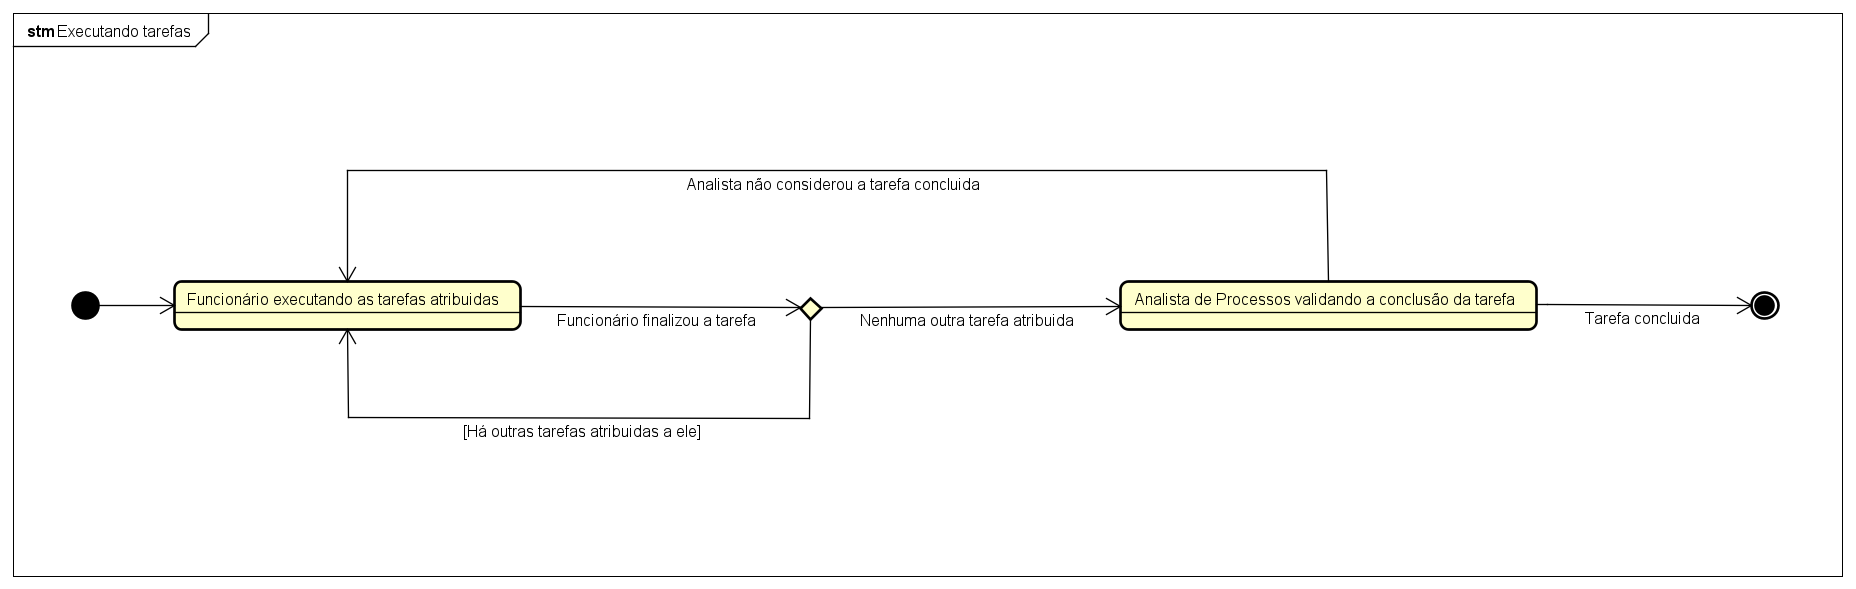 stm Executando tarefas
Analista não considerou a tarefa concluida
Funcionário executando as tarefas atribuidas
Analista de Processos validando a conclusão da tarefa
Funcionário finalizou a tarefa
Nenhuma outra tarefa atribuida
Tarefa concluida
[Há outras tarefas atribuidas a ele]